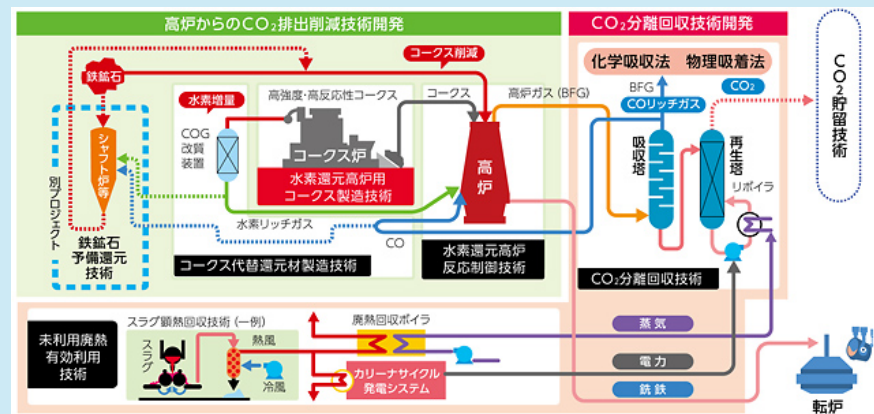 高炉からのCO₂排出削減技術開発
CO₂分離回収技術開発
コークス削減
鉄鉱石
水素増量
高強度・高反応性コークス
コークス
高炉ガス(BFG)
化学吸収法 物理吸着法
BFG
COリッチガス
CO₂
CO₂貯留技術
COG
改質
装置
コークス炉
水素還元高炉用
コークス製造技術
シャフト炉等
高炉
吸収塔
再生塔
リボイラ
別プロジェクト
水素リッチガス
CO
鉄鉱石
予備還元
技術
コークス代替還元材製造技術
水素還元高炉
反応制御技術
CO₂分離回収技術
未利用廃熱
有効利用
技術
スラグ顕熱回収技術(一例)
スラグ
熱風
冷風
廃熱回収ボイラ
カリーナサイクル
発電システム
蒸気
電力
銑鉄
転炉